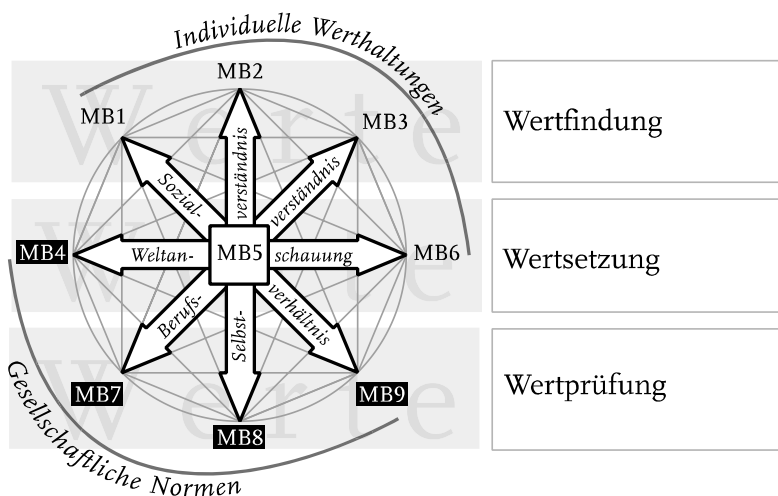 Individuelle Werthaltungen
Werte
MB2
MB1
MB3
Wertfindung
verständnis
Sozial-
verständnis
Werte
MB4
Weltan-
MB5
schauung
MB6
Wertsetzung
Berufs-
Selbst-
verhältnis
Werte
MB7
MB9
MB8
Wertprüfung
Gesellschaftliche Normen